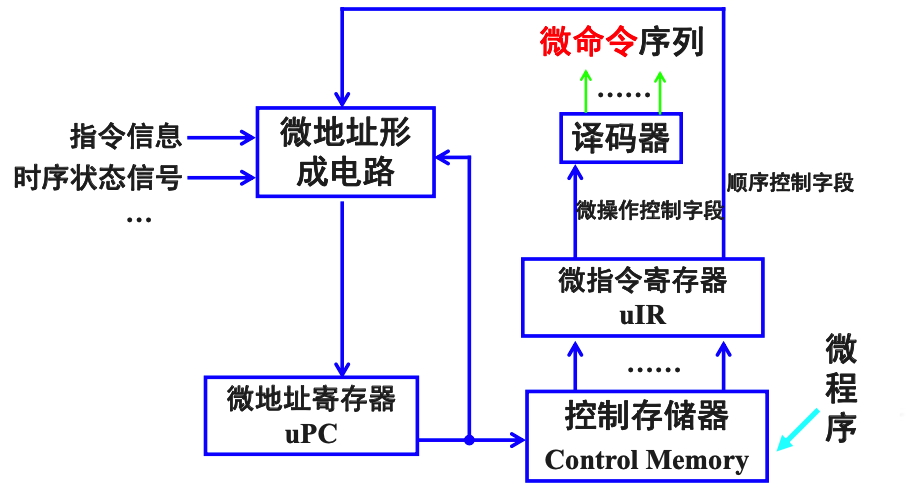 微命令序列
……
译码器
指令信息
时序状态信号
…
微地址形
成电路
顺序控制字段
微操作控制字段
微指令寄存器
uIR
……
微地址寄存器
uPC
控制存储器
Control Memory
微
程
序